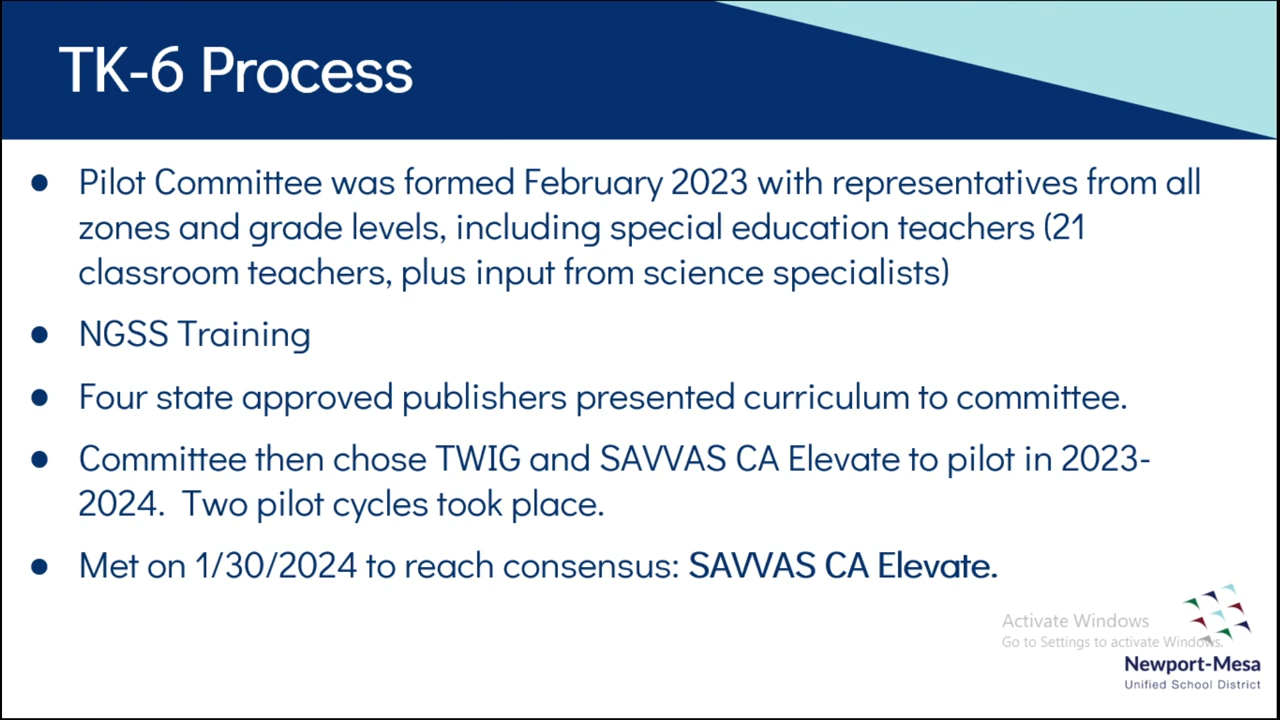 TK-6 Process
● Pilot Committee was formed February 2023 with representatives from all
zones and grade levels, including special education teachers (21
classroom teachers, plus input from science specialists)
● NGSS Training
● Four state approved publishers presented curriculum to committee.
● Committee then chose TWIG and SAVVAS CA Elevate to pilot in 2023-
2024.  Two pilot cycles took place.
● Met on 1/30/2024 to reach consensus: SAVVAS CA Elevate.
Activate Windows
Go to Settings to activate Windows.
Newport-Mesa
Unified School District